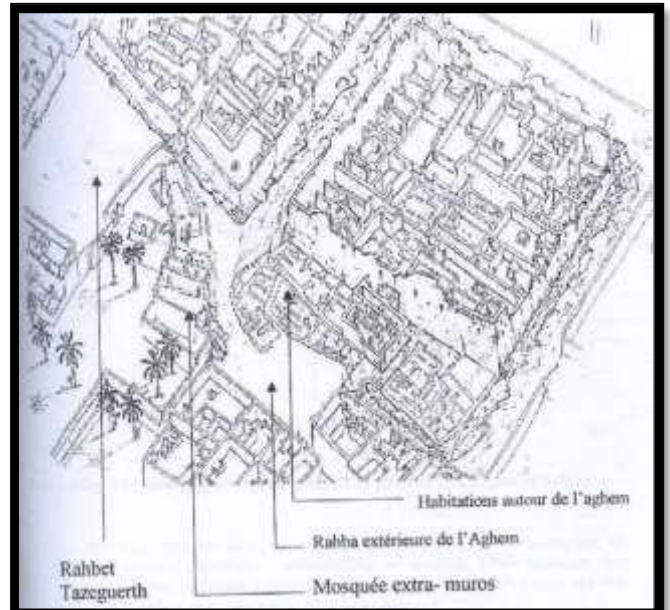 Habitations autour de l'aghem
Rahba extérieure de l'Aghem
Rahbet
Tazeguerth
Mosquée extra- muros